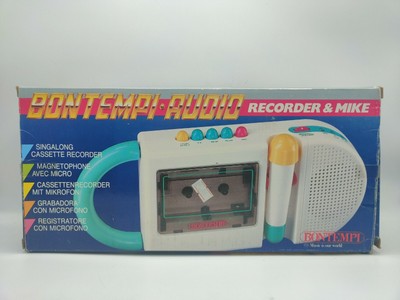 BONTEMPI·AUDIO RECORDER & MIKE
SINGALONG
CASSETTE RECORDER
MAGNETOPHONE
AVEC MICRO
CASSETTENRECORDER
MIT MIKROFON
GRABADORA
CON MICROFONO
REGISTRATORE
CON MICROFONO
BONTEMPI